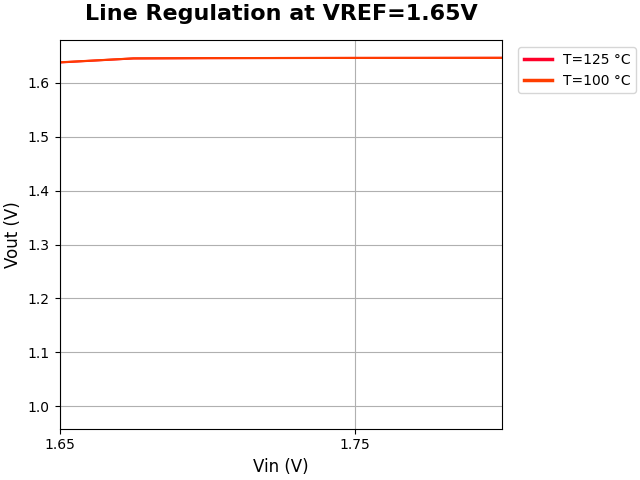 Line Regulation at VREF=1.65V
T=125 °C
T=100 °C
Vout (V)
1.6
1.5
1.4
1.3
1.2
1.1
1.0
1.65
1.75
Vin (V)